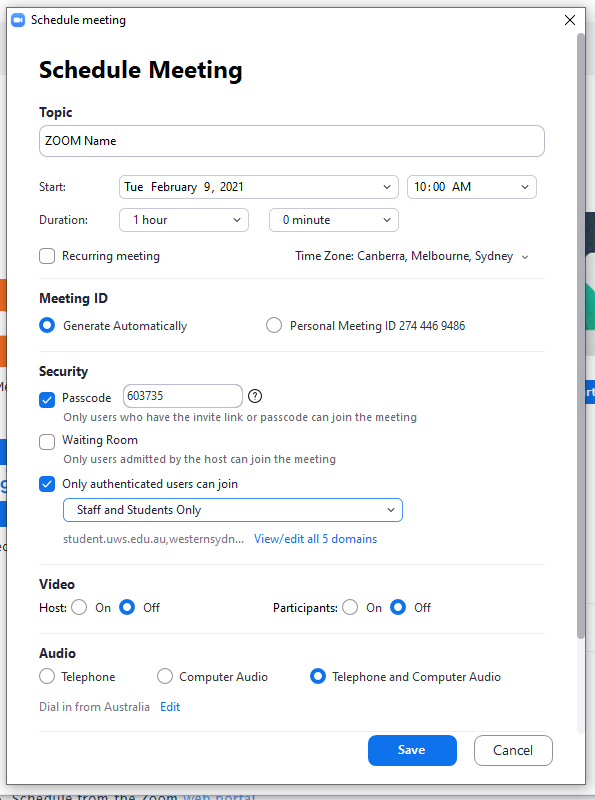 Schedule meeting
Schedule Meeting
Topic
ZOOM Name
Start: Tue February 9, 2021 10:00 AM
Duration: 1 hour 0 minute
Recurring meeting Time Zone: Canberra, Melbourne, Sydney
Meeting ID
Generate Automatically Personal Meeting ID 274 446 9486
Security
Passcode 603735 ?
Only users who have the invite link or passcode can join the meeting
Waiting Room
Only users admitted by the host can join the meeting
Only authenticated users can join
Staff and Students Only
student.uws.edu.au,westernsydn... View/edit all 5 domains
Video
Host: On Off Participants: On Off
Audio
Telephone Computer Audio Telephone and Computer Audio
Dial in from Australia Edit
Save Cancel
Schedule from the Zoom web portal